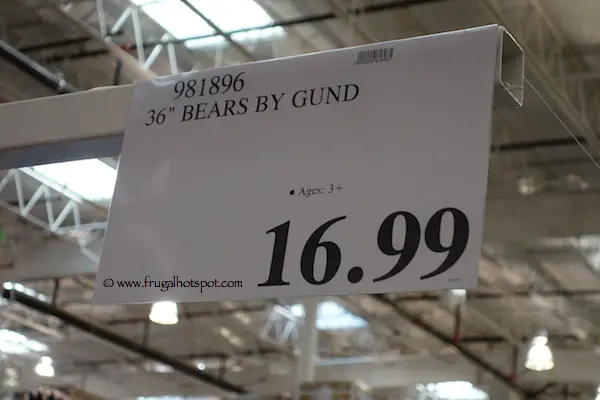 981896
36" BEARS BY GUND
• Ages: 3+
16.99
© www.frugalhotspot.com